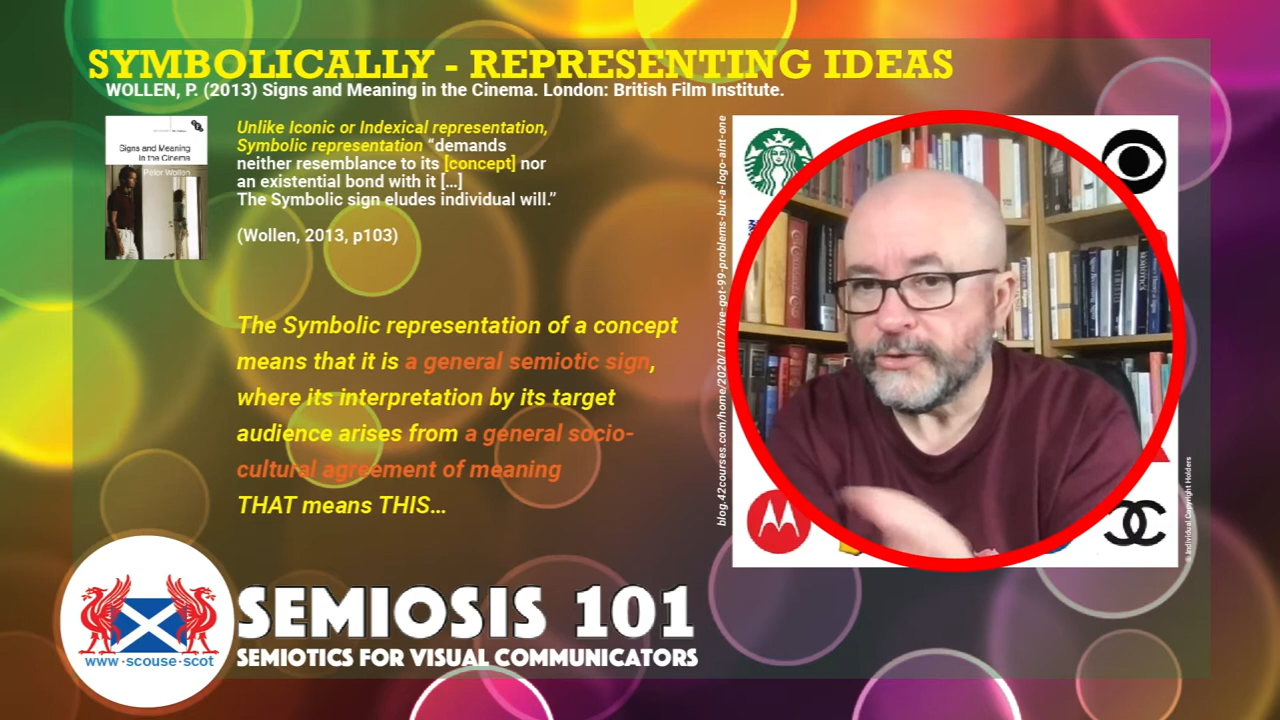 SYMBOLICALLY - REPRESENTING IDEAS
WOLLEN, P. (2013) Signs and Meaning in the Cinema. London: British Film Institute.
Signs and Meaning
in the Cinema
Peter Wollen
Unlike Iconic or Indexical representation,
Symbolic representation “demands
neither resemblance to its [concept] nor
an existential bond with it [...]
The Symbolic sign eludes individual will.”
(Wollen, 2013, p103)
The Symbolic representation of a concept
means that it is a general semiotic sign,
where its interpretation by its target
audience arises from a general socio-
cultural agreement of meaning
THAT means THIS...
blog.42courses.com/home/2020/10/7/ive-got-99-problems-but-a-logo-aint-one
© Individual Copyright Holders
www·scouse·scot
SEMIOSIS 101
SEMIOTICS FOR VISUAL COMMUNICATORS